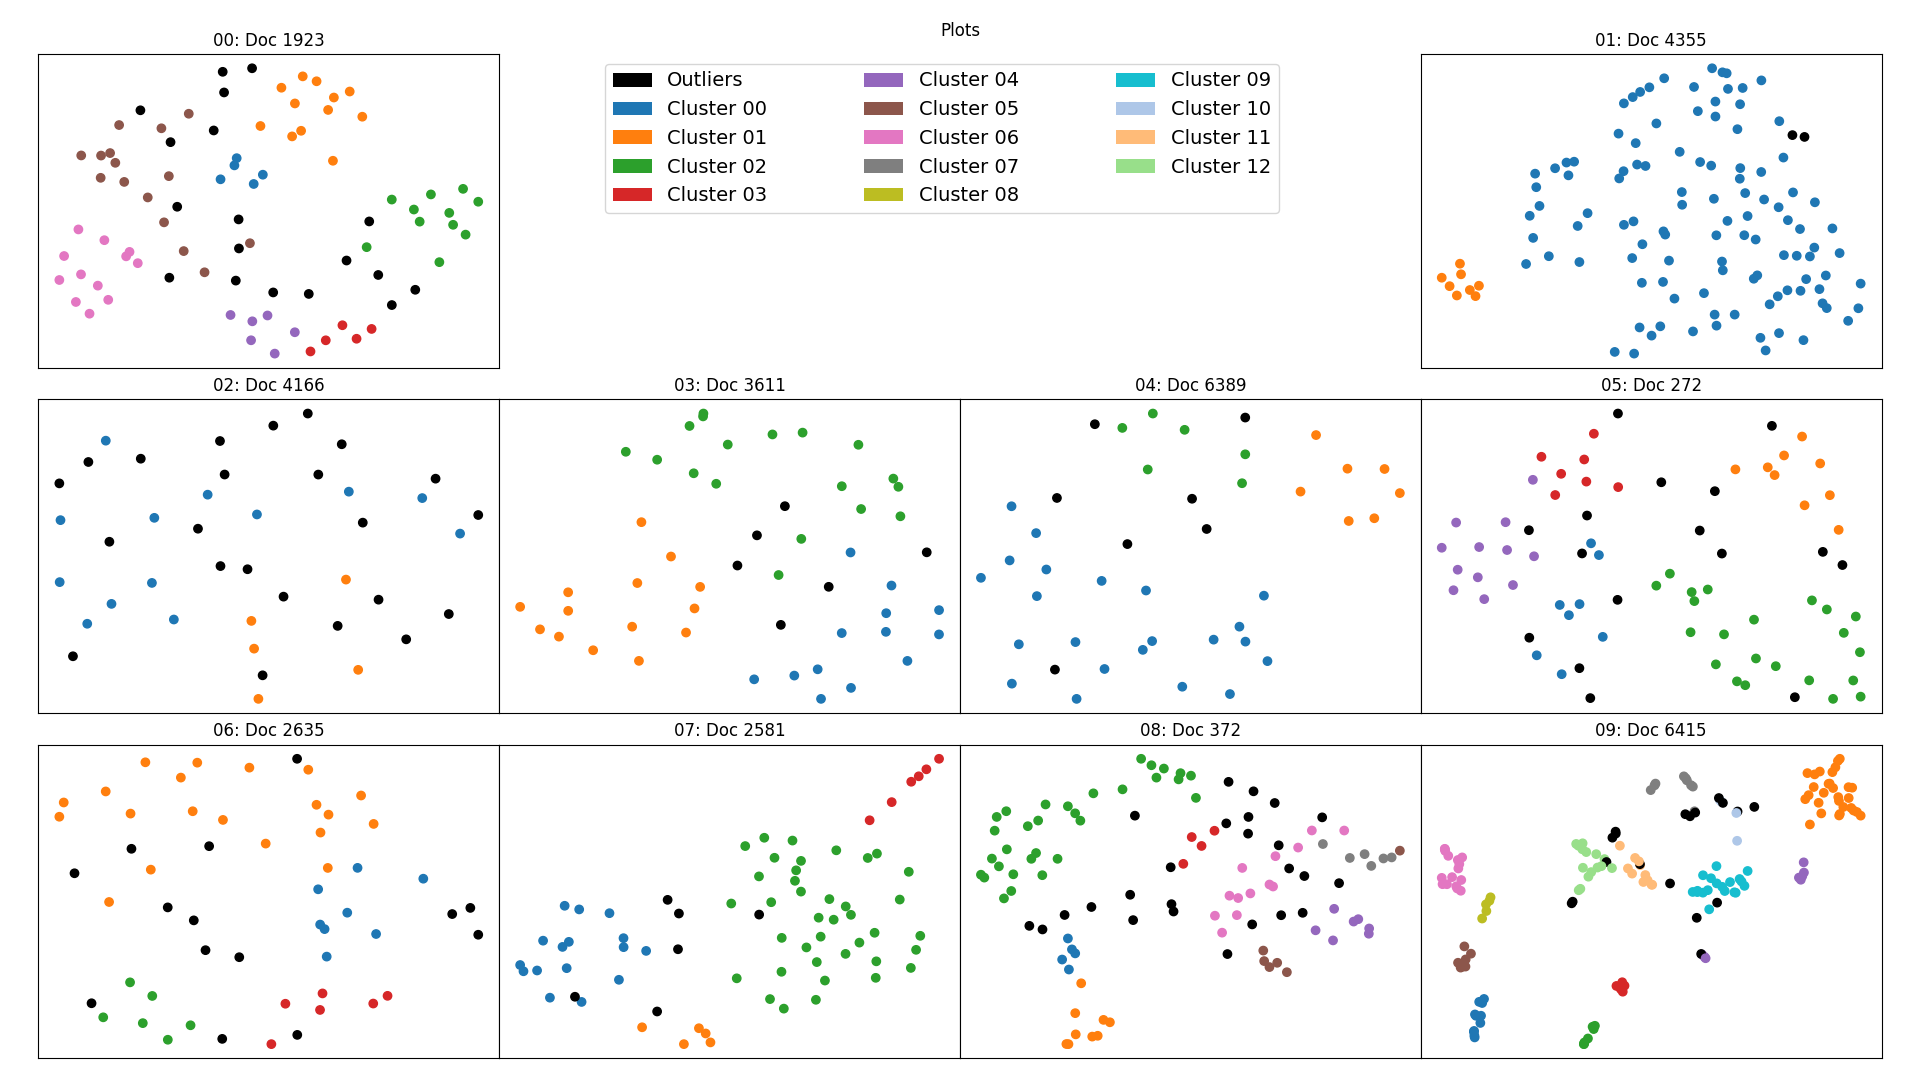 Plots
00: Doc 1923
01: Doc 4355
Outliers
Cluster 00
Cluster 01
Cluster 02
Cluster 03
Cluster 04
Cluster 05
Cluster 06
Cluster 07
Cluster 08
Cluster 09
Cluster 10
Cluster 11
Cluster 12
02: Doc 4166
03: Doc 3611
04: Doc 6389
05: Doc 272
06: Doc 2635
07: Doc 2581
08: Doc 372
09: Doc 6415